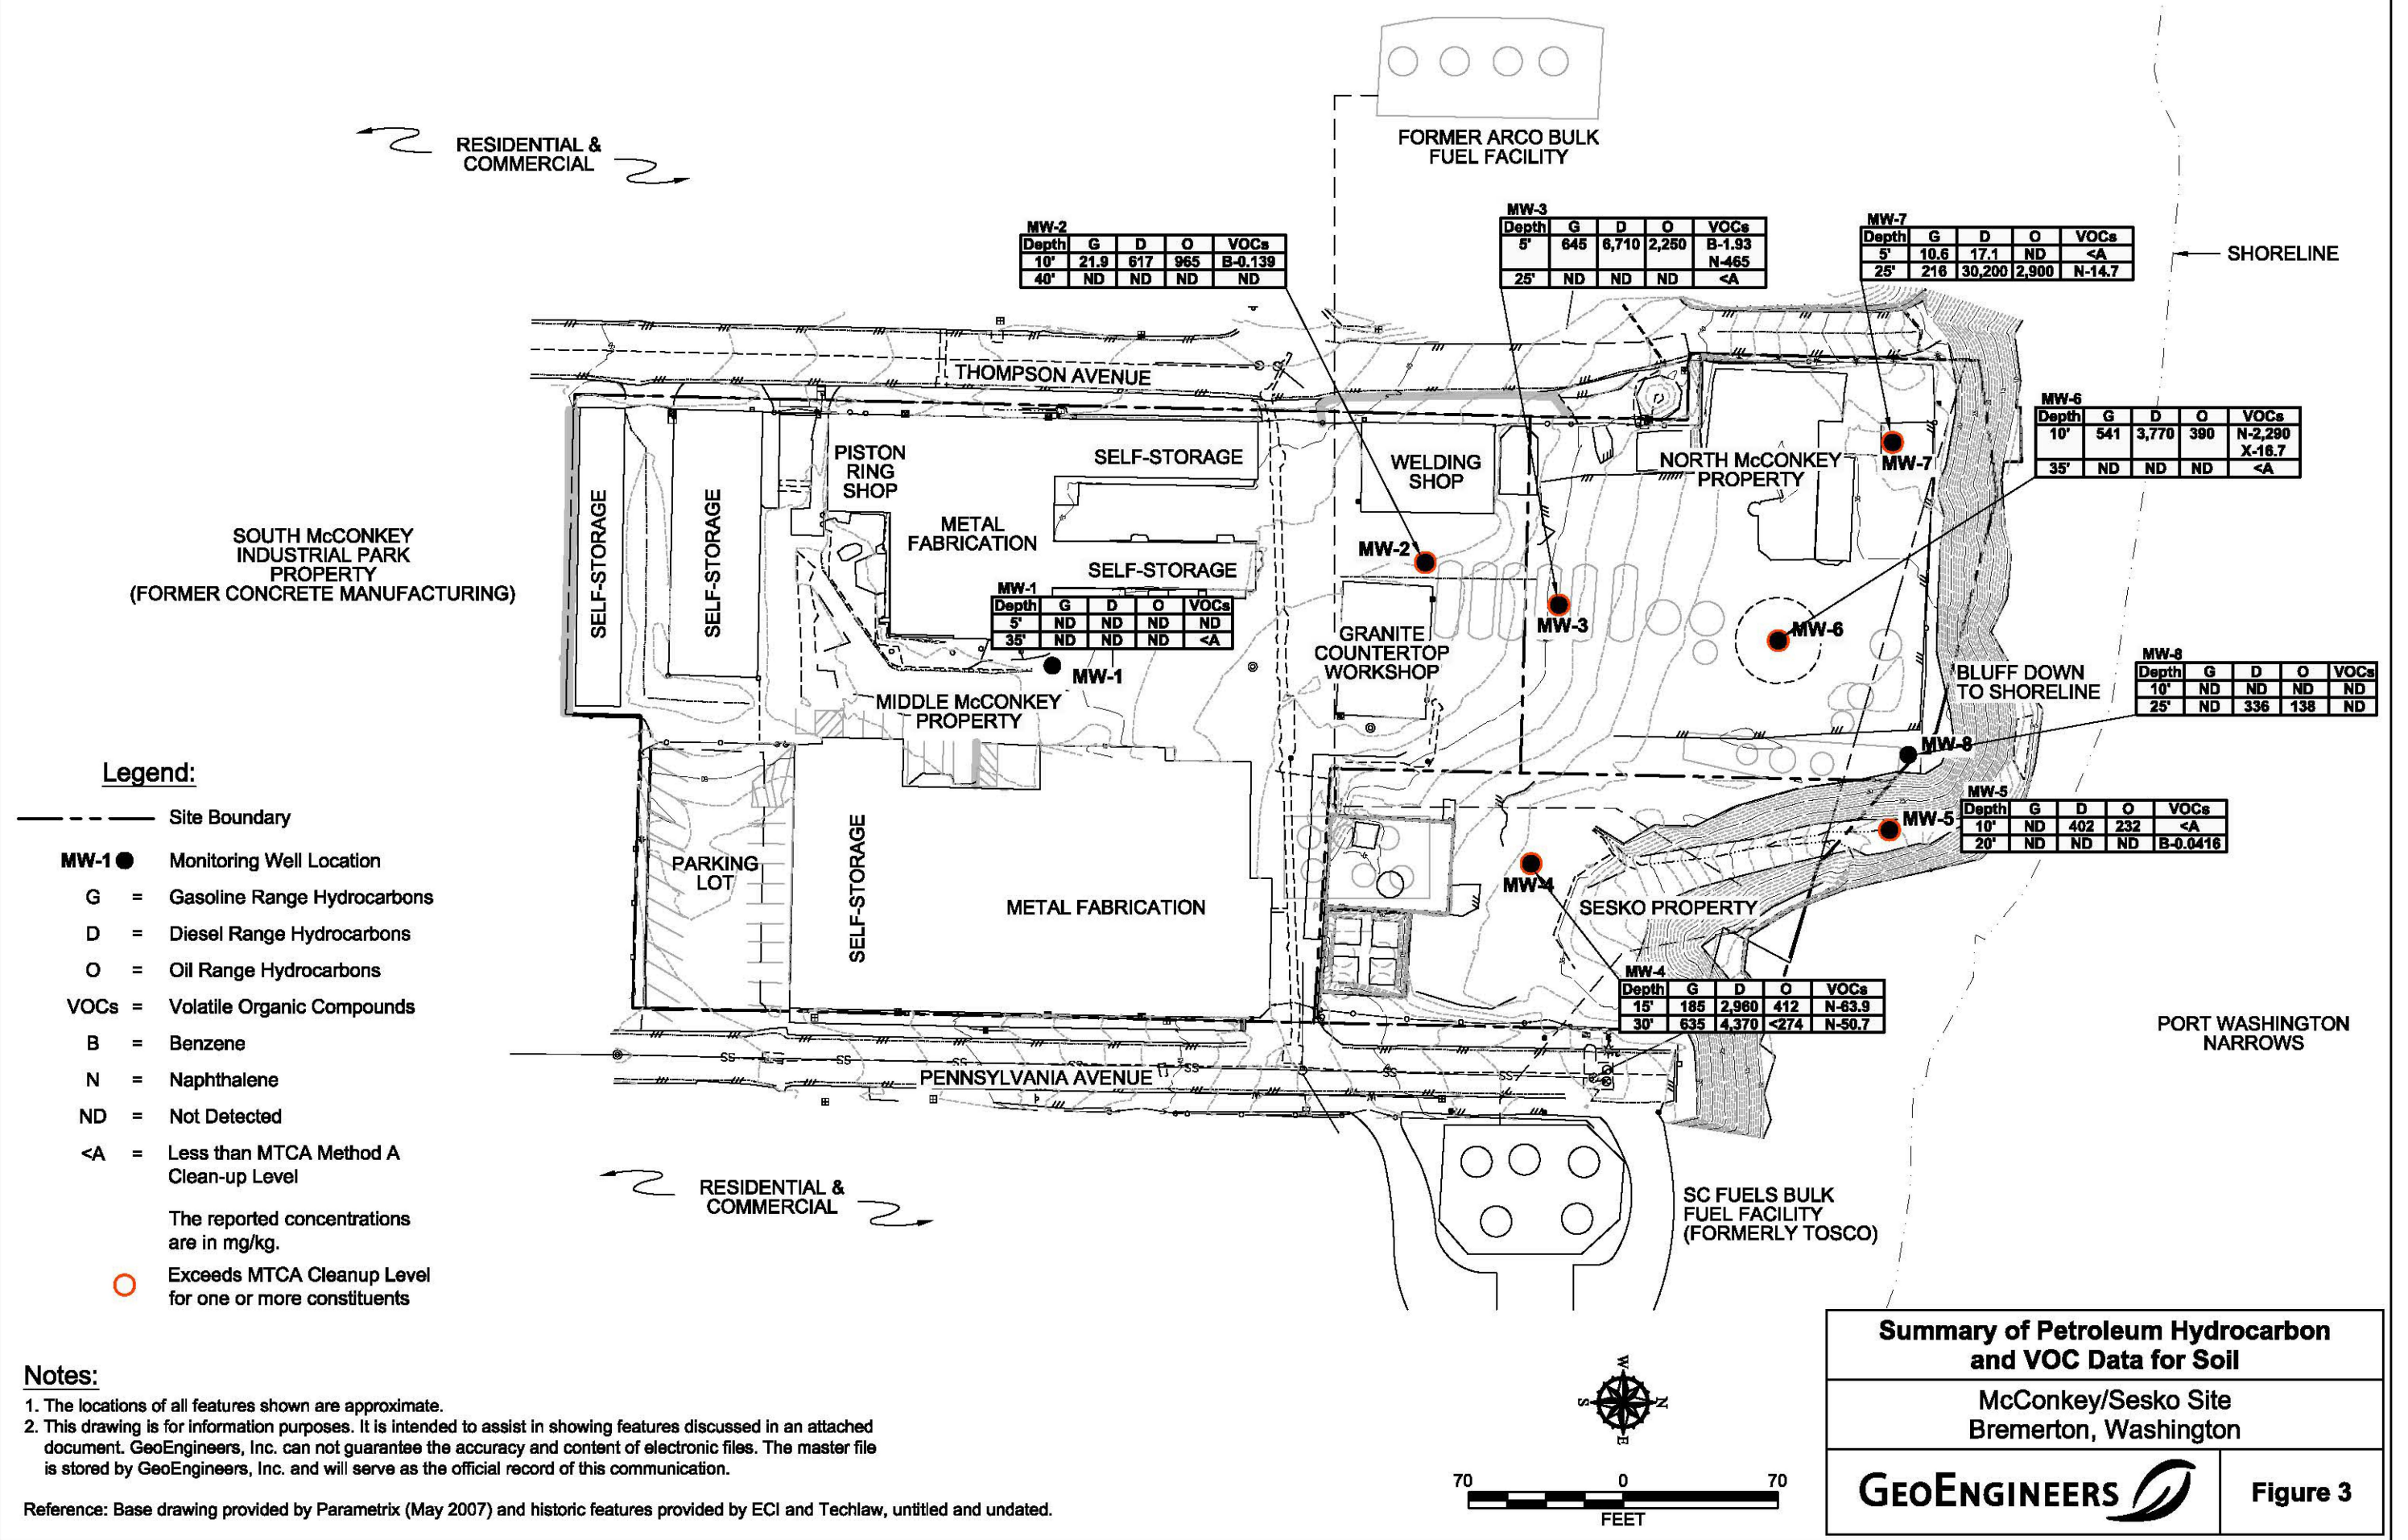 RESIDENTIAL &
COMMERCIAL
FORMER ARCO BULK
FUEL FACILITY
MW-2
Depth G D O VOCs
10' 21.9 617 965 B-0.139
40' ND ND ND ND
MW-3
Depth G D O VOCs
5' 645 6,710 2,250 B-1.93
N-465
25' ND ND ND <A
MW-7
Depth G D O VOCs
5' 10.6 17.1 ND <A
25' 216 30,200 2,900 N-14.7
SHORELINE
THOMPSON AVENUE
MW-6
Depth G D O VOCs
10' 541 3,770 390 N-2,290
X-16.7
35' ND ND ND <A
PISTON
RING
SHOP
SELF-STORAGE
WELDING
SHOP
NORTH McCONKEY
PROPERTY
MW-7
SELF-STORAGE
SELF-STORAGE
METAL
FABRICATION
SOUTH McCONKEY
INDUSTRIAL PARK
PROPERTY
(FORMER CONCRETE MANUFACTURING)
MW-2
SELF-STORAGE
MW-1
Depth G D O VOCs
5' ND ND ND ND
35' ND ND ND <A
MW-1
GRANITE
COUNTERTOP
WORKSHOP
MW-3
MW-6
MIDDLE McCONKEY
PROPERTY
BLUFF DOWN
TO SHORELINE
MW-8
Depth G D O VOCs
10' ND ND ND ND
25' ND 336 138 ND
MW-8
MW-5
Depth G D O VOCs
10' ND 402 232 <A
20' ND ND ND B-0.0416
MW-5
PARKING
LOT
SELF-STORAGE
METAL FABRICATION
MW-4
SESKO PROPERTY
MW-4
Depth G D O VOCs
15' 185 2,960 412 N-63.9
30' 635 4,370 <274 N-50.7
PORT WASHINGTON
NARROWS
SS SS SS SS SS SS
PENNSYLVANIA AVENUE
RESIDENTIAL &
COMMERCIAL
SC FUELS BULK
FUEL FACILITY
(FORMERLY TOSCO)
Legend:
Site Boundary
MW-1 Monitoring Well Location
G = Gasoline Range Hydrocarbons
D = Diesel Range Hydrocarbons
O = Oil Range Hydrocarbons
VOCs = Volatile Organic Compounds
B = Benzene
N = Naphthalene
ND = Not Detected
<A = Less than MTCA Method A
Clean-up Level
The reported concentrations
are in mg/kg.
Exceeds MTCA Cleanup Level
for one or more constituents
Notes:
1. The locations of all features shown are approximate.
2. This drawing is for information purposes. It is intended to assist in showing features discussed in an attached
document. GeoEngineers, Inc. can not guarantee the accuracy and content of electronic files. The master file
is stored by GeoEngineers, Inc. and will serve as the official record of this communication.
Reference: Base drawing provided by Parametrix (May 2007) and historic features provided by ECI and Techlaw, untitled and undated.
W
S N
E
70 0 70
FEET
Summary of Petroleum Hydrocarbon
and VOC Data for Soil
McConkey/Sesko Site
Bremerton, Washington
GEOENGINEERS
Figure 3